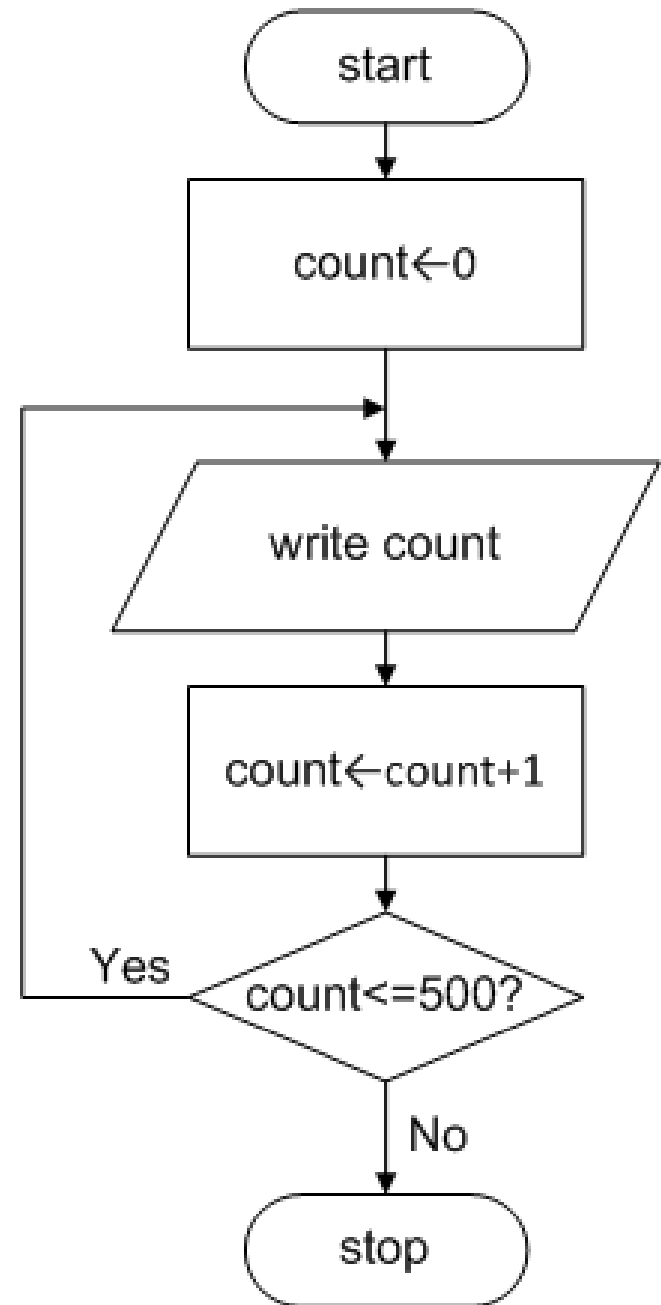 start
count←0
write count
count←count+1
Yes
count<=500?
No
stop